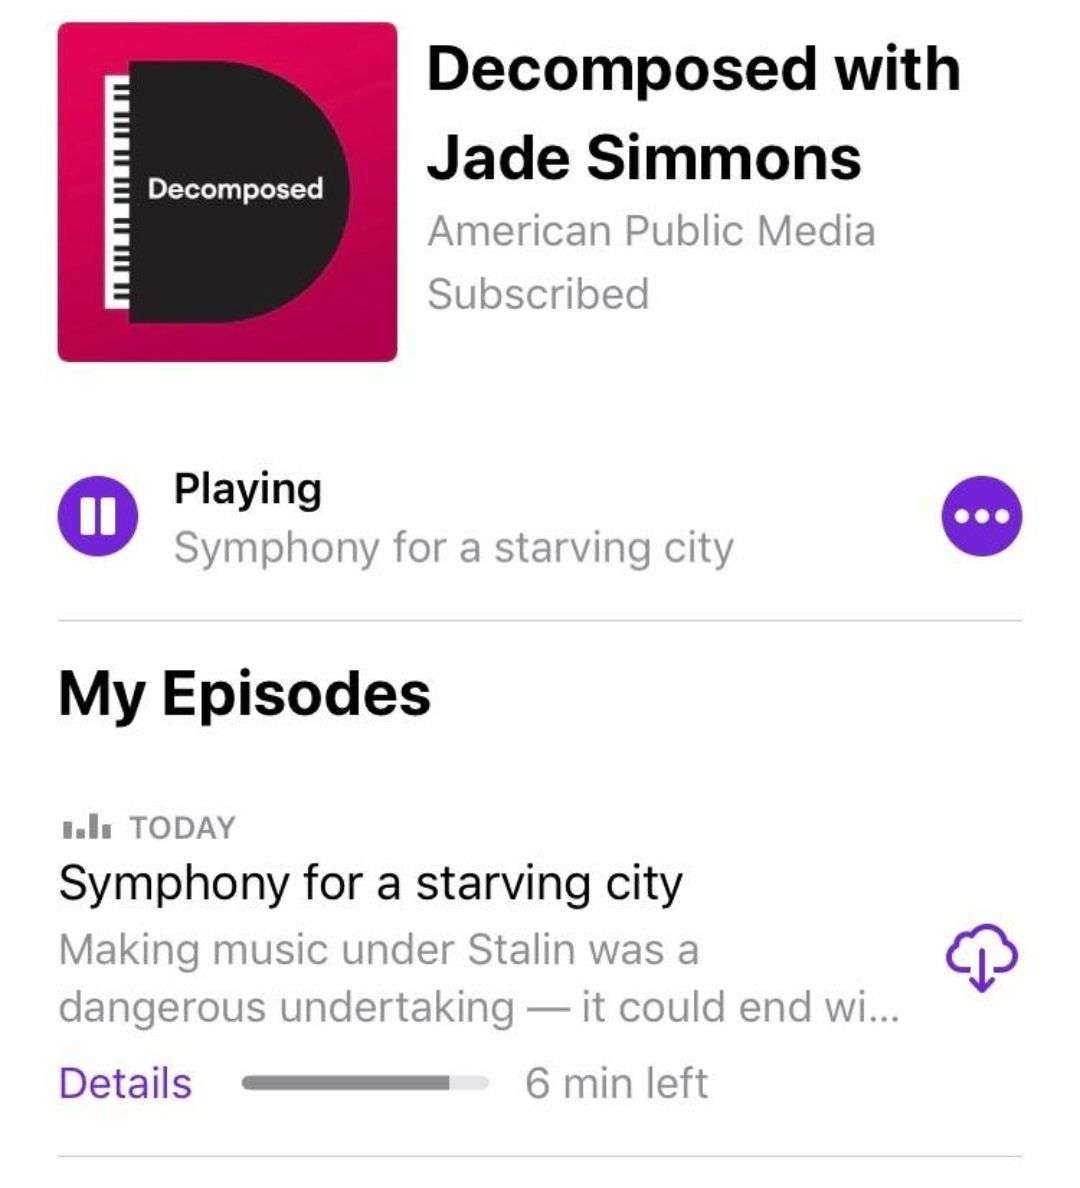 Decomposed
Decomposed with
Jade Simmons
American Public Media
Subscribed
Playing
Symphony for a starving city
My Episodes
TODAY
Symphony for a starving city
Making music under Stalin was a
dangerous undertaking — it could end wi...
Details
6 min left